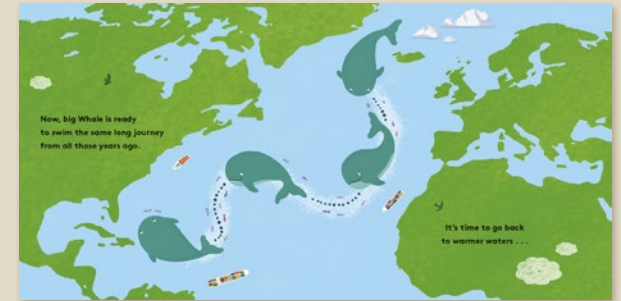 Now, big Whale is ready
to swim the same long journey
from all those years ago.
It's time to go back
to warmer waters . . .